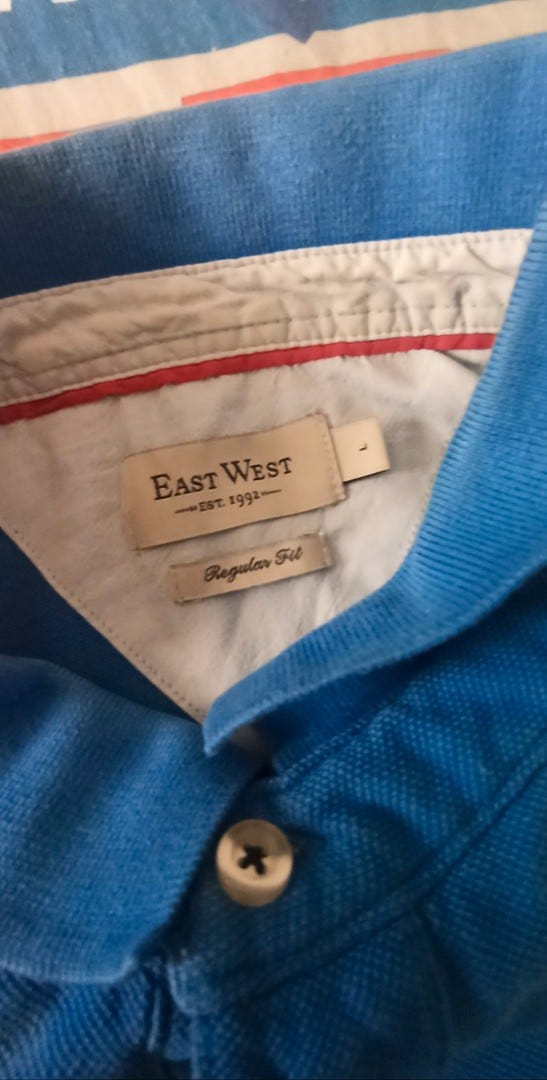 EAST WEST
EST. 1992
L
Regular Fit